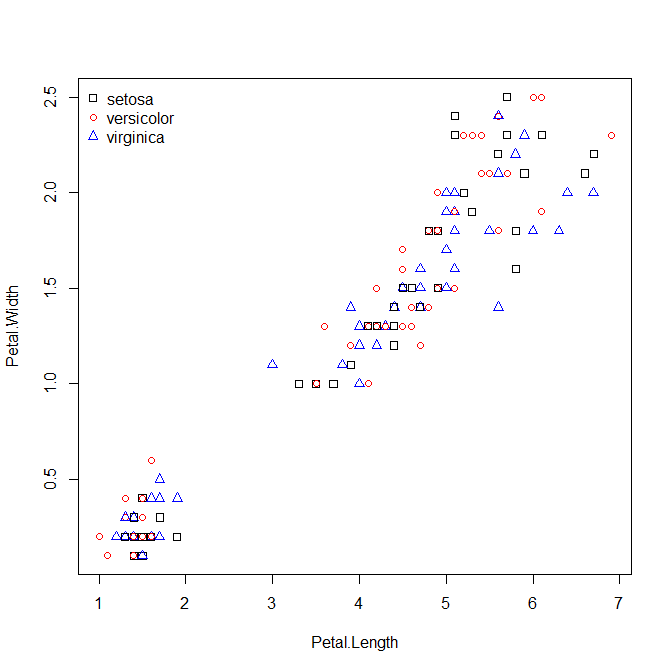 setosa
versicolor
virginica
2.5
2.0
1.5
1.0
0.5
Petal.Width
1 2 3 4 5 6 7
Petal.Length